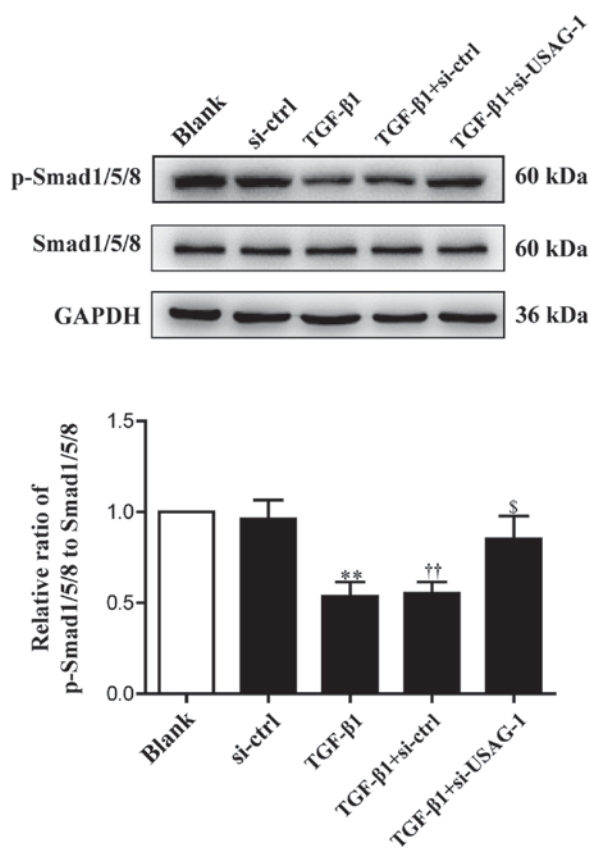 Blank
si-ctrl
TGF-β1
TGF-β1+si-ctrl
TGF-β1+si-USAG-1
p-Smad1/5/8
60 kDa
Smad1/5/8
60 kDa
GAPDH
36 kDa
Relative ratio of
p-Smad1/5/8 to Smad1/5/8
1.5
1.0
0.5
0.0
**
††
$
Blank
si-ctrl
TGF-β1
TGF-β1+si-ctrl
TGF-β1+si-USAG-1